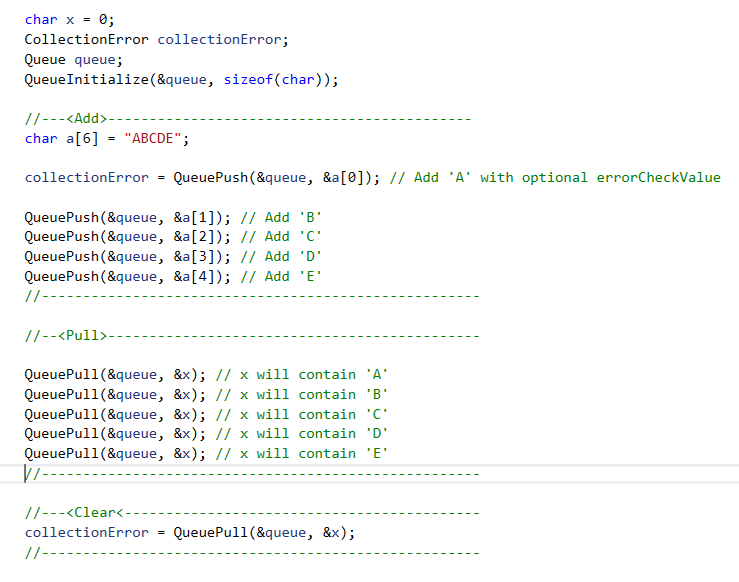 char x = 0;
CollectionError collectionError;
Queue queue;
QueueInitialize(&queue, sizeof(char));
//---<Add>--------------------------------------------
char a[6] = "ABCDE";
collectionError = QueuePush(&queue, &a[0]); // Add 'A' with optional errorCheckValue
QueuePush(&queue, &a[1]); // Add 'B'
QueuePush(&queue, &a[2]); // Add 'C'
QueuePush(&queue, &a[3]); // Add 'D'
QueuePush(&queue, &a[4]); // Add 'E'
//-----------------------------------------------------
//--<Pull>---------------------------------------------
QueuePull(&queue, &x); // x will contain 'A'
QueuePull(&queue, &x); // x will contain 'B'
QueuePull(&queue, &x); // x will contain 'C'
QueuePull(&queue, &x); // x will contain 'D'
QueuePull(&queue, &x); // x will contain 'E'
//-----------------------------------------------------
//---<Clear<-------------------------------------------
collectionError = QueuePull(&queue, &x);
//-----------------------------------------------------